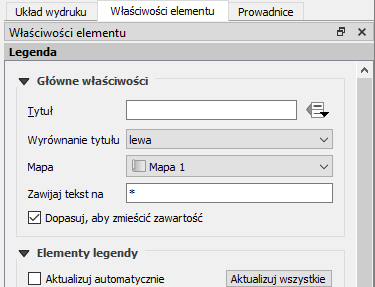 Układ wydruku Właściwości elementu Prowadnice
Właściwości elementu
Legenda
Główne właściwości
Tytuł
Wyrównanie tytułu lewa
Mapa Mapa 1
Zawijaj tekst na *
Dopasuj, aby zmieścić zawartość
Elementy legendy
Aktualizuj automatycznie Aktualizuj wszystkie